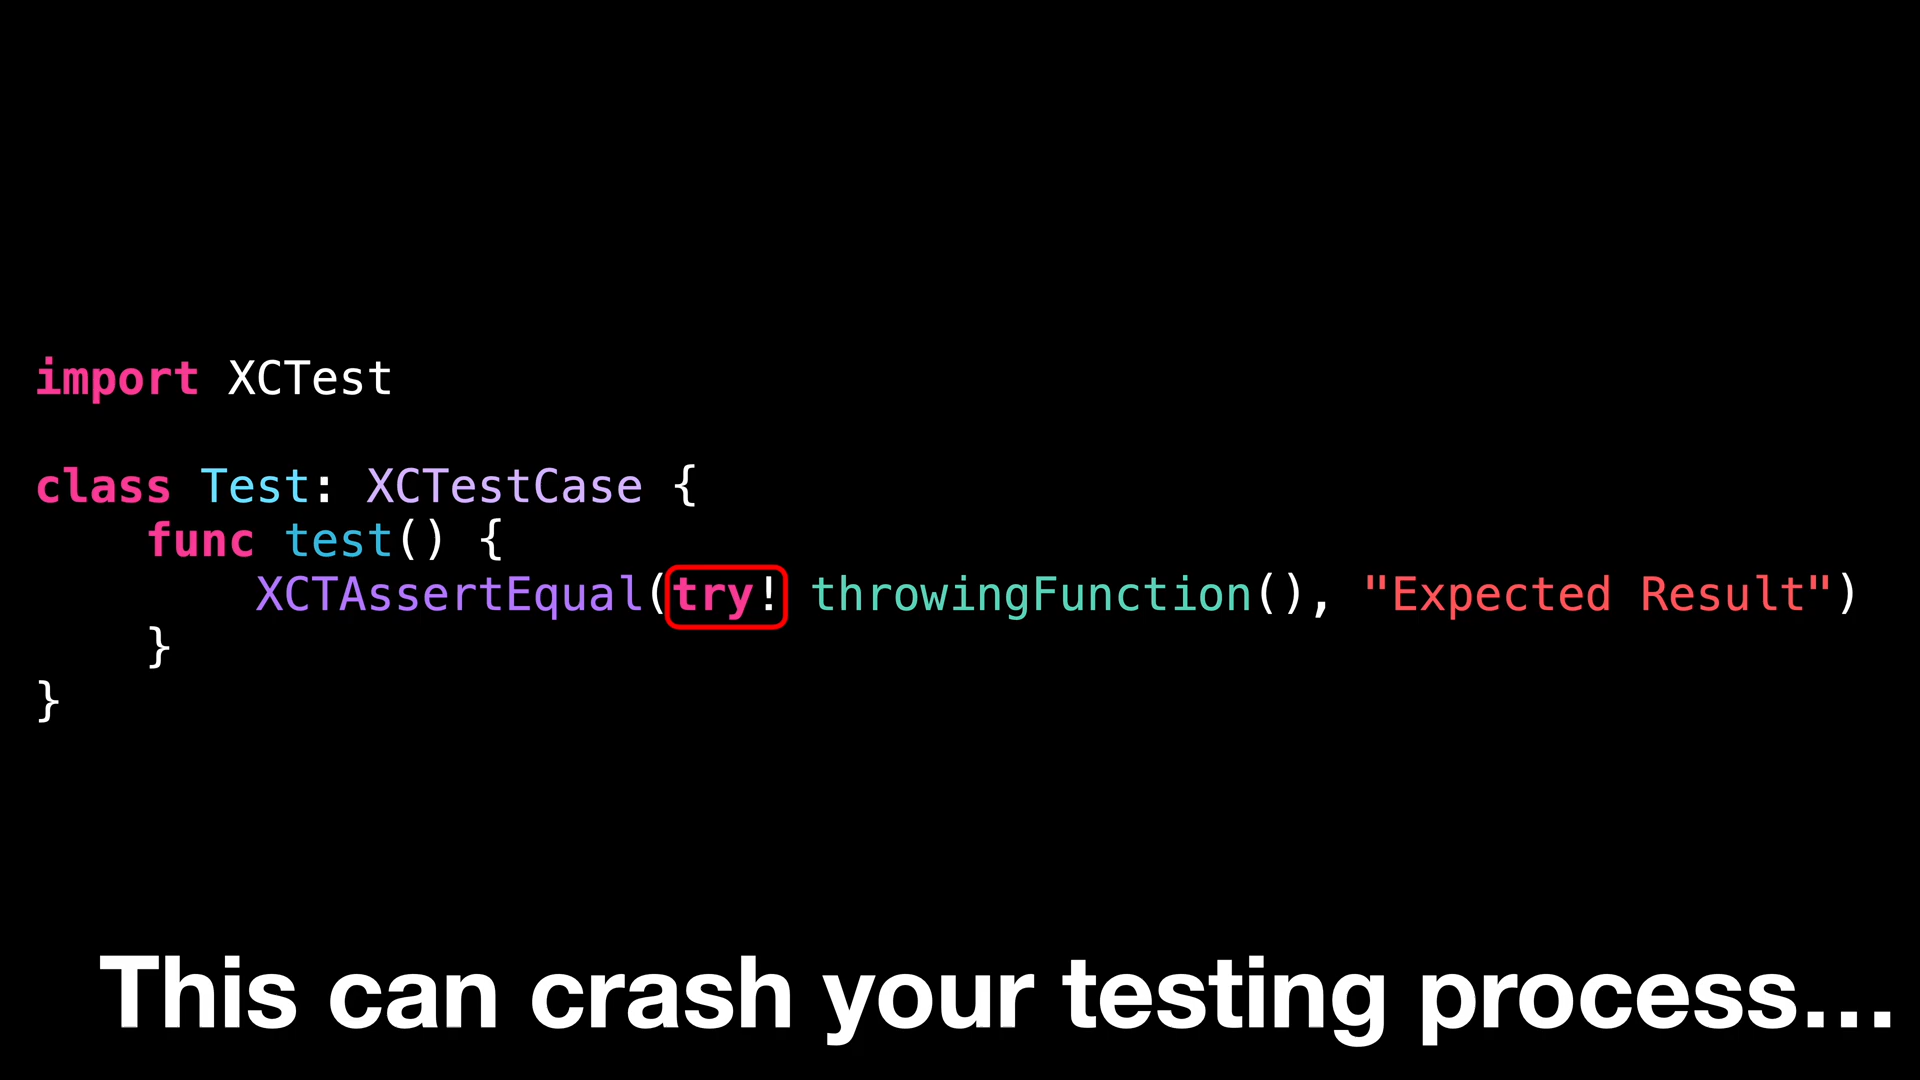 import XCTest
class Test: XCTestCase {
func test() {
XCTAssertEqual(try! throwingFunction(), "Expected Result")
}
}
This can crash your testing process...